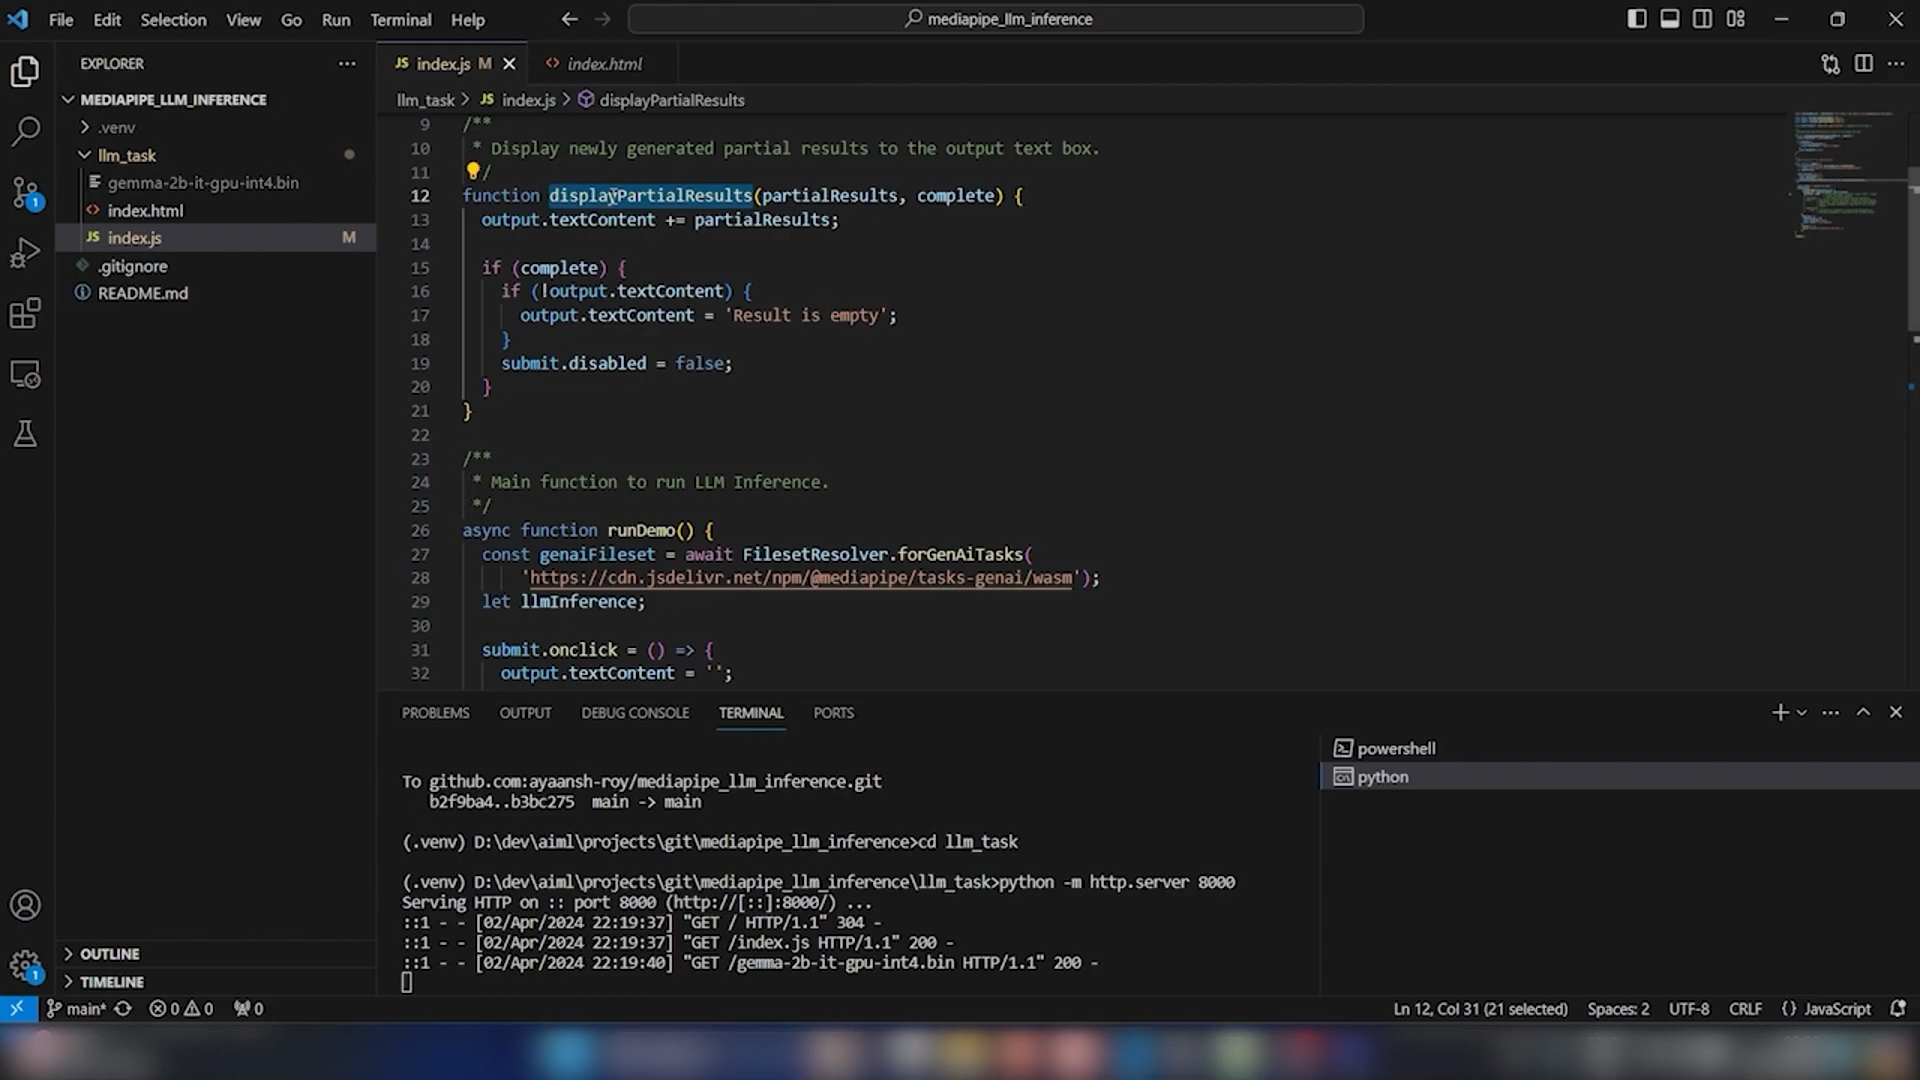 File Edit Selection View Go Run Terminal Help
mediapipe_llm_inference
EXPLORER
MEDIAPIPE_LLM_INFERENCE
.venv
llm_task
gemma-2b-it-gpu-int4.bin
index.html
JS index.js M
.gitignore
README.md
OUTLINE
TIMELINE
JS index.js M
index.html
llm_task > JS index.js > displayPartialResults
9 /**
10 * Display newly generated partial results to the output text box.
11 /
12 function displayPartialResults(partialResults, complete) {
13 output.textContent += partialResults;
14
15 if (complete) {
16 if (!output.textContent) {
17 output.textContent = 'Result is empty';
18 }
19 submit.disabled = false;
20 }
21 }
22
23 /**
24 * Main function to run LLM Inference.
25 */
26 async function runDemo() {
27 const genaiFileset = await FilesetResolver.forGenAiTasks(
28 'https://cdn.jsdelivr.net/npm/@mediapipe/tasks-genai/wasm');
29 let llmInference;
30
31 submit.onclick = () => {
32 output.textContent = '';
PROBLEMS OUTPUT DEBUG CONSOLE TERMINAL PORTS
To github.com:ayaansh-roy/mediapipe_llm_inference.git
b2f9ba4..b3bc275 main -> main
(.venv) D:\dev\aiml\projects\git\mediapipe_llm_inference>cd llm_task
(.venv) D:\dev\aiml\projects\git\mediapipe_llm_inference\llm_task>python -m http.server 8000
Serving HTTP on :: port 8000 (http://[::]:8000/) ...
::1 - - [02/Apr/2024 22:19:37] "GET / HTTP/1.1" 304 -
::1 - - [02/Apr/2024 22:19:37] "GET /index.js HTTP/1.1" 200 -
::1 - - [02/Apr/2024 22:19:40] "GET /gemma-2b-it-gpu-int4.bin HTTP/1.1" 200 -
powershell
python
1
1
main* 0 0 0
Ln 12, Col 31 (21 selected) Spaces: 2 UTF-8 CRLF {} JavaScript